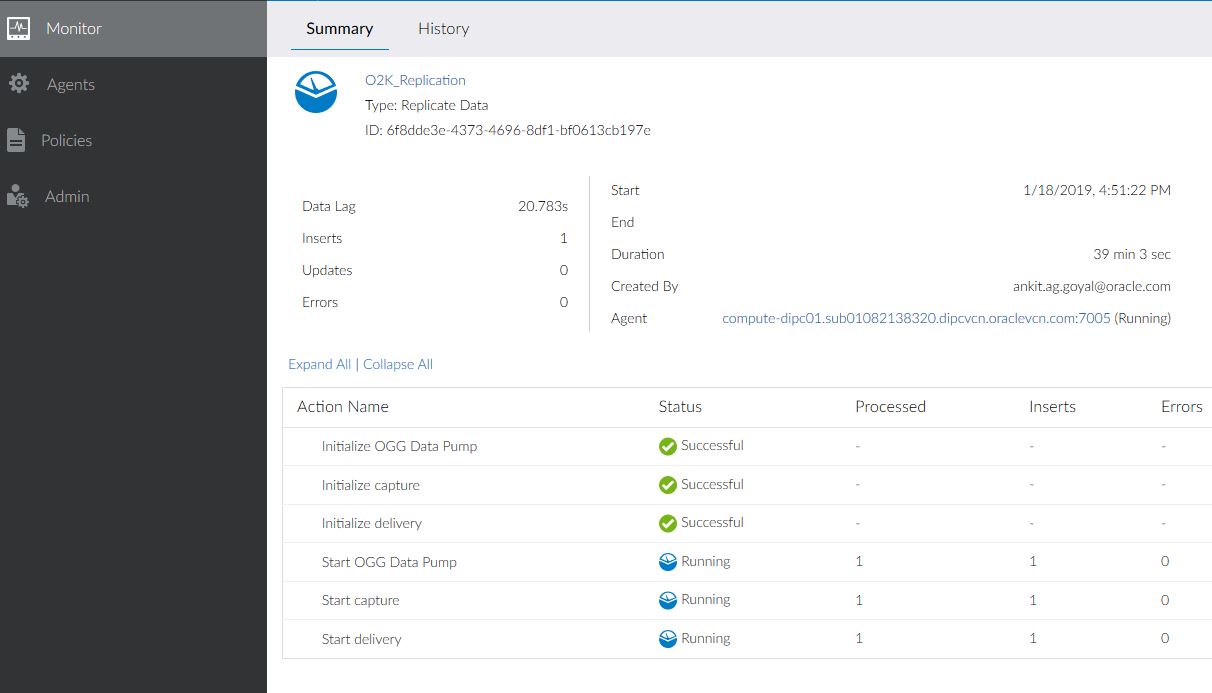 Monitor
Agents
Policies
Admin
Summary History
O2K_Replication
Type: Replicate Data
ID: 6f8dde3e-4373-4696-8df1-bf0613cb197e
Data Lag 20.783s
Inserts 1
Updates 0
Errors 0
Start 1/18/2019, 4:51:22 PM
End
Duration 39 min 3 sec
Created By ankit.ag.goyal@oracle.com
Agent compute-dipc01.sub01082138320.dipcvcn.oraclevcn.com:7005 (Running)
Expand All | Collapse All
Action Name Status Processed Inserts Errors
Initialize OGG Data Pump Successful - - -
Initialize capture Successful - - -
Initialize delivery Successful - - -
Start OGG Data Pump Running 1 1 0
Start capture Running 1 1 0
Start delivery Running 1 1 0